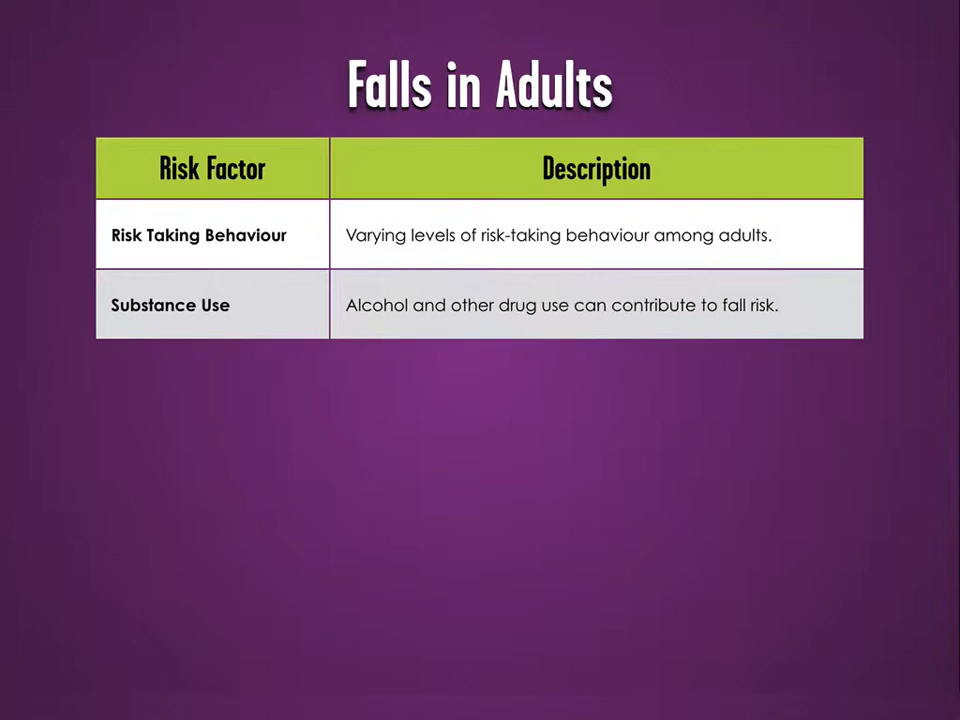 Falls in Adults
Risk Factor Description
Risk Taking Behaviour Varying levels of risk-taking behaviour among adults.
Substance Use Alcohol and other drug use can contribute to fall risk.